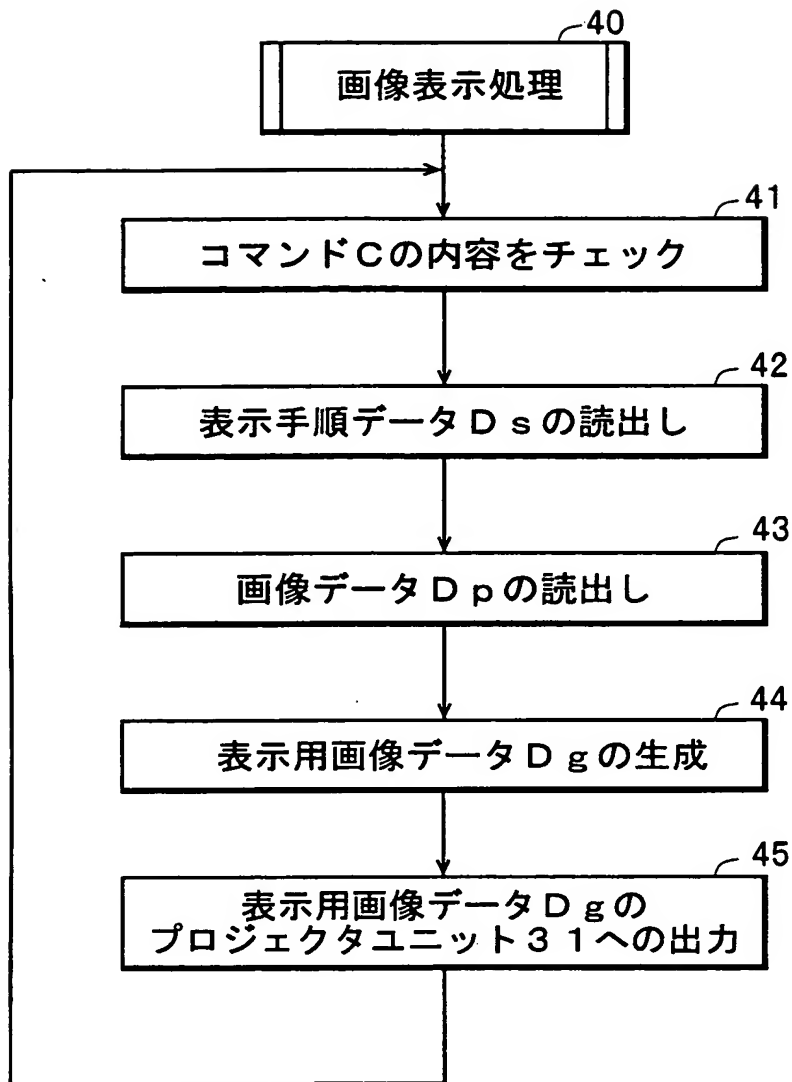 40
画像表示処理
41
コマンドCの内容をチェック
42
表示手順データDsの読出し
43
画像データDpの読出し
44
表示用画像データDgの生成
45
表示用画像データDgの
プロジェクタユニット31への出力